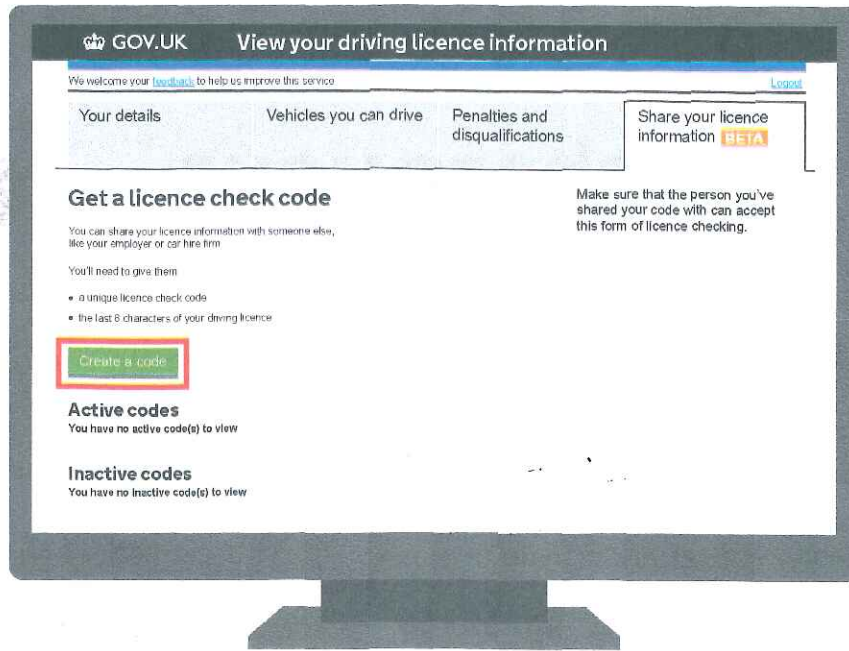 GOV.UK View your driving licence information
We welcome your feedback to help us improve this service
Logout
Your details
Vehicles you can drive
Penalties and
disqualifications
Share your licence
information BETA
Get a licence check code
You can share your licence information with someone else,
like your employer or car hire firm
You'll need to give them
• a unique licence check code
• the last 8 characters of your driving licence
Create a code
Active codes
You have no active code(s) to view
Inactive codes
You have no inactive code(s) to view
Make sure that the person you've
shared your code with can accept
this form of licence checking.